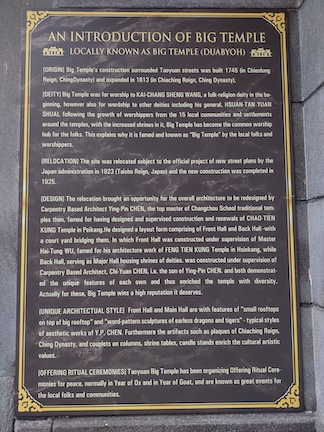 AN INTRODUCTION OF BIG TEMPLE
LOCALLY KNOWN AS BIG TEMPLE (DUABYOH)
[ORIGIN] Big Temple's construction surrounded Taoyuan streets was built 1745 (in Chienlung
Reign, ChingDynasty) and expanded in 1813 (in Chiaching Reign, Ching Dynasty).
[DEITY] Big Temple was for worship to KAI-CHANG SHENG WANG, a folk-religion deity in the be-
ginning, however also for wordship to other deities including his general, HSUAN-TAN YUAN
SHUAI, following the growth of worshippers from the 15 local communities and settlements
around the temples, with the increased shrines in it, Big Temple has become the common worship
hub for the folks. This explains why it is famed and known as "Big Temple" by the local folks and
worshippers.
[RELOCATION] The site was relocated subject to the official project of new street plans by the
Japan administration in 1923 (Taisho Reign, Japan) and the new construction was completed in
1925.
[DESIGN] The relocation brought an opportunity for the overall architecture to be redesigned by
Carpentry Based Architect Ying-Pin CHEN, the top master of Changchou School traditional tem-
ples then, famed for having designed and supervised construction and renewals of CHAO-TIEN
KUNG Temple in Peikang.He designed a layout form comprising of Front Hall and Back Hall -with
a court yard bridging them. In which Front Hall was constructed under supervision of Master
Hai-Tung WU, famed for his architecture work of FENG TIEN KUNG Temple in Hsinkang, while
Back Hall, serving as Major Hall housing shrines of deities, was constructed under supervision of
Carpentry Based Architect, Chi-Yuan CHEN, i.e. the son of Ying-Pin CHEN. and both demonstrat-
ed the unique features of each own and thus enriched the temple with diversity.
Actually for these, Big Temple wins a high reputation it deserves.
[UNIQUE ARCHITECTUAL STYLE] Front Hall and Main Hall are with features of "small rooftops
on top of big rooftop" and "word-pattern sculptures of earless dragons and tigers" - typical styles
of aesthetic works of Y.P. CHEN. Furthermore the artifacts such as plaques of Chiaching Reign,
Ching Dynasty, and couplets on columns, shrine tables, candle stands enrich the cultural artistic
values.
[OFFERING RITUAL CEREMONIES] Taoyuan Big Temple has been organizing Offering Ritual Cere-
monies for peace, normally in Year of Ox and in Year of Goat, and are known as great events for
the local folks and communities.